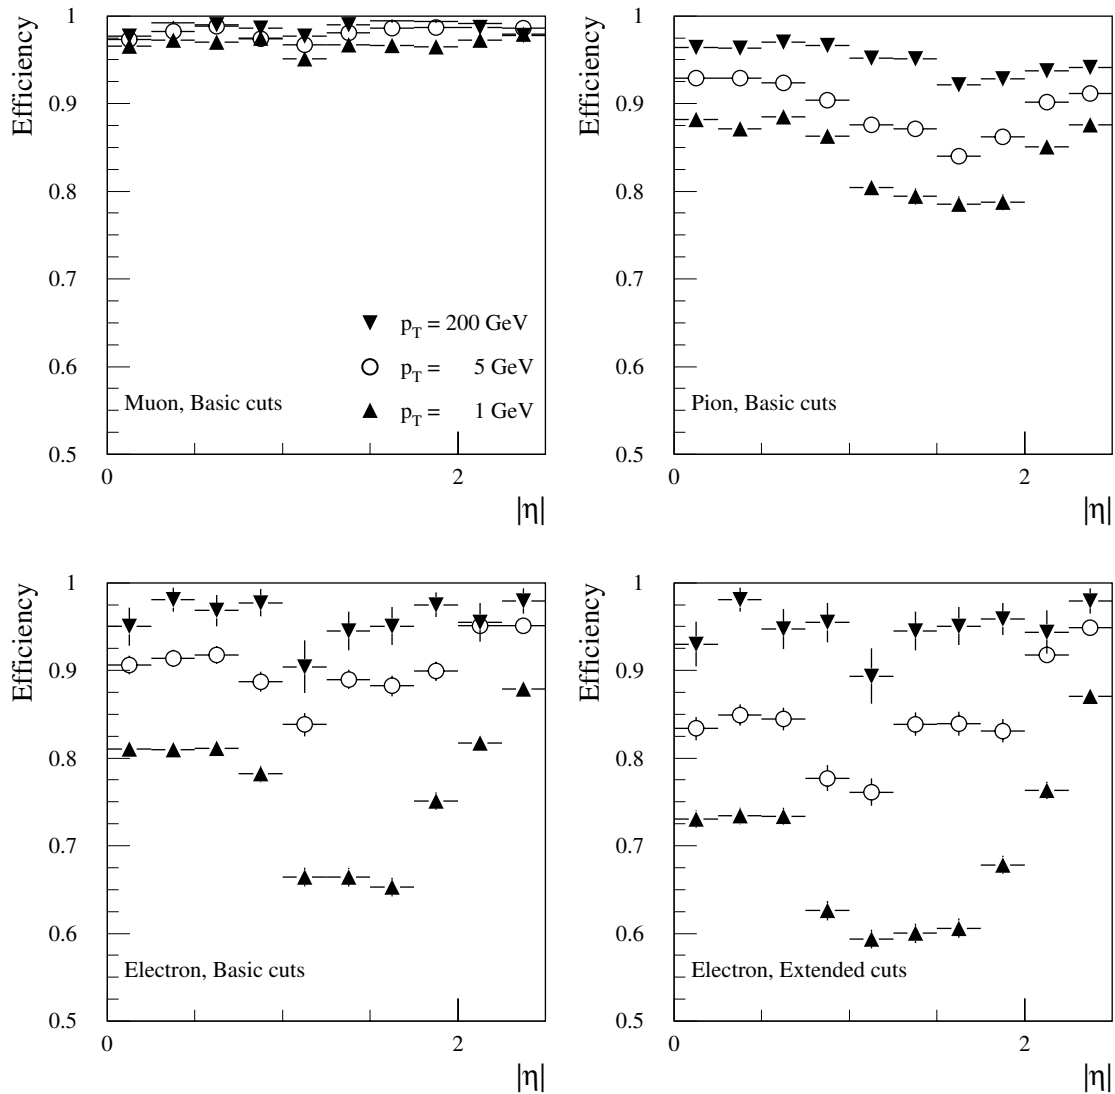 Efficiency
1
0.9
0.8
0.7
0.6
0.5
p_T = 200 GeV
p_T = 5 GeV
p_T = 1 GeV
Muon, Basic cuts
0
2
|η|
Efficiency
1
0.9
0.8
0.7
0.6
0.5
Pion, Basic cuts
0
2
|η|
Efficiency
1
0.9
0.8
0.7
0.6
0.5
Electron, Basic cuts
0
2
|η|
Efficiency
1
0.9
0.8
0.7
0.6
0.5
Electron, Extended cuts
0
2
|η|